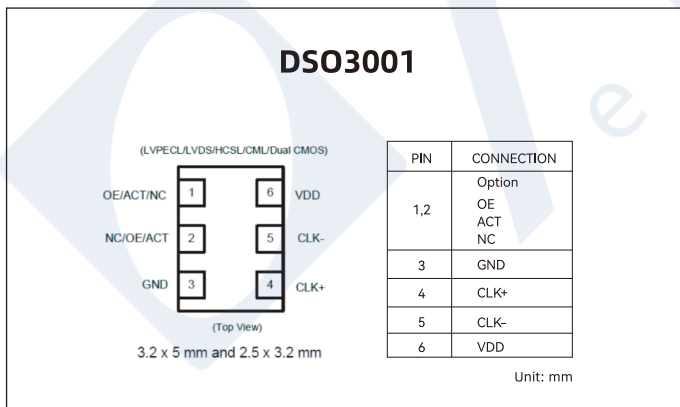 DSO3001
(LVPECL/LVDS/HCSL/CML/Dual CMOS)
OE/ACT/NC 1 6 VDD
NC/OE/ACT 2 5 CLK-
GND 3 4 CLK+
(Top View)
3.2 x 5 mm and 2.5 x 3.2 mm
PIN CONNECTION
1,2 Option
OE
ACT
NC
3 GND
4 CLK+
5 CLK-
6 VDD
Unit: mm
e